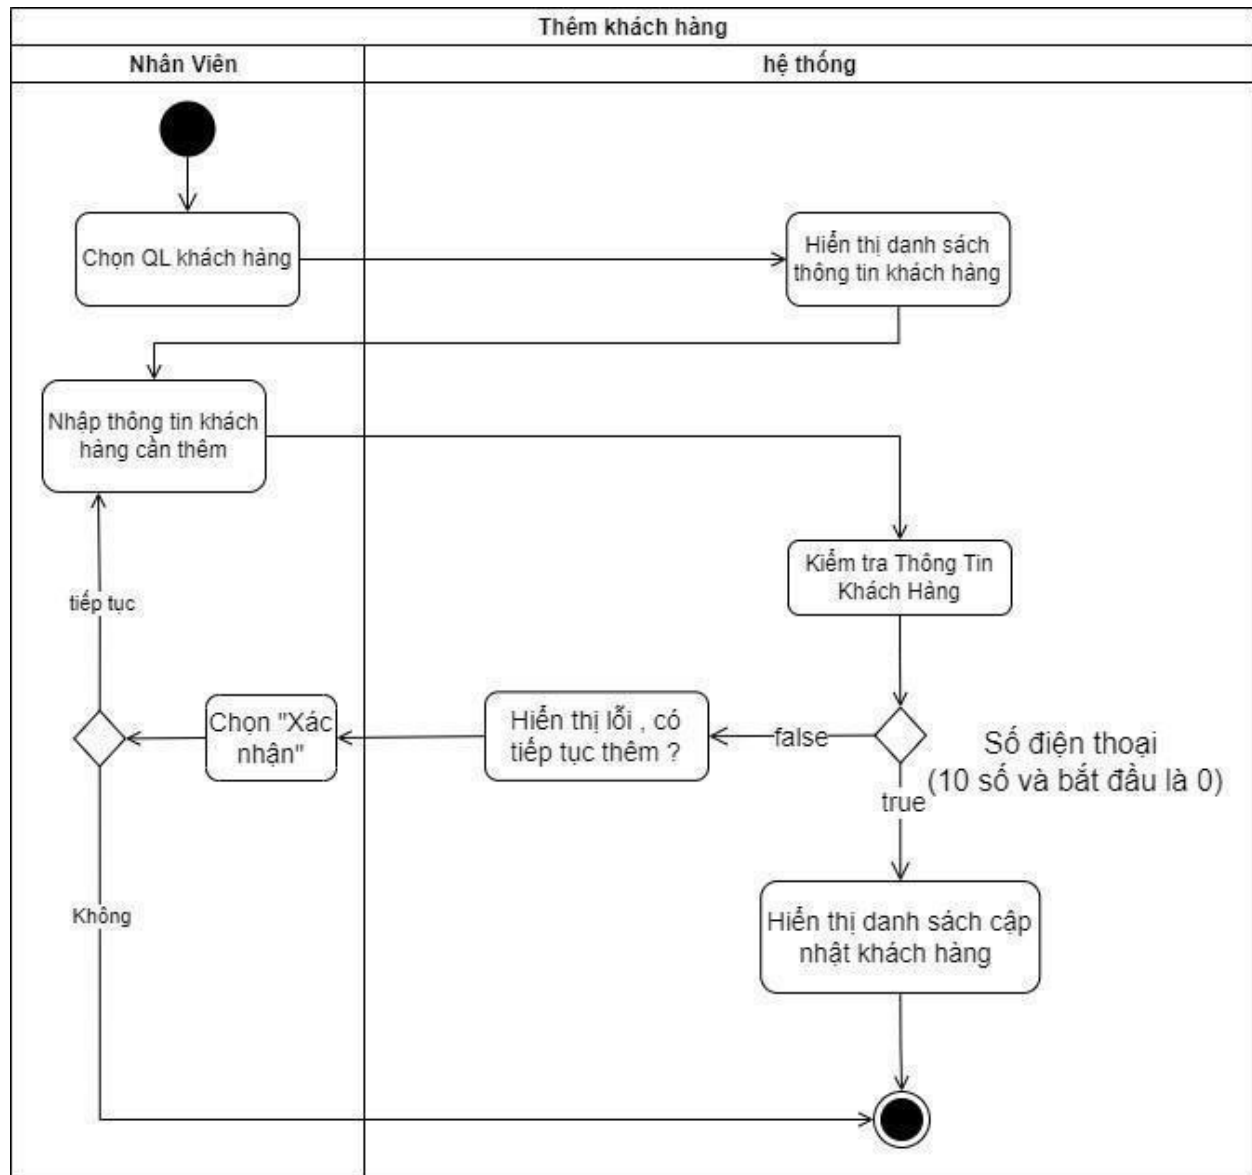 Thêm khách hàng
Nhân Viên
hệ thống
Chọn QL khách hàng
Hiển thị danh sách
thông tin khách hàng
Nhập thông tin khách
hàng cần thêm
Kiểm tra Thông Tin
Khách Hàng
tiếp tục
Chọn "Xác
nhận"
Hiển thị lỗi , có
tiếp tục thêm ?
false
Số điện thoại
(10 số và bắt đầu là 0)
true
Không
Hiển thị danh sách cập
nhật khách hàng